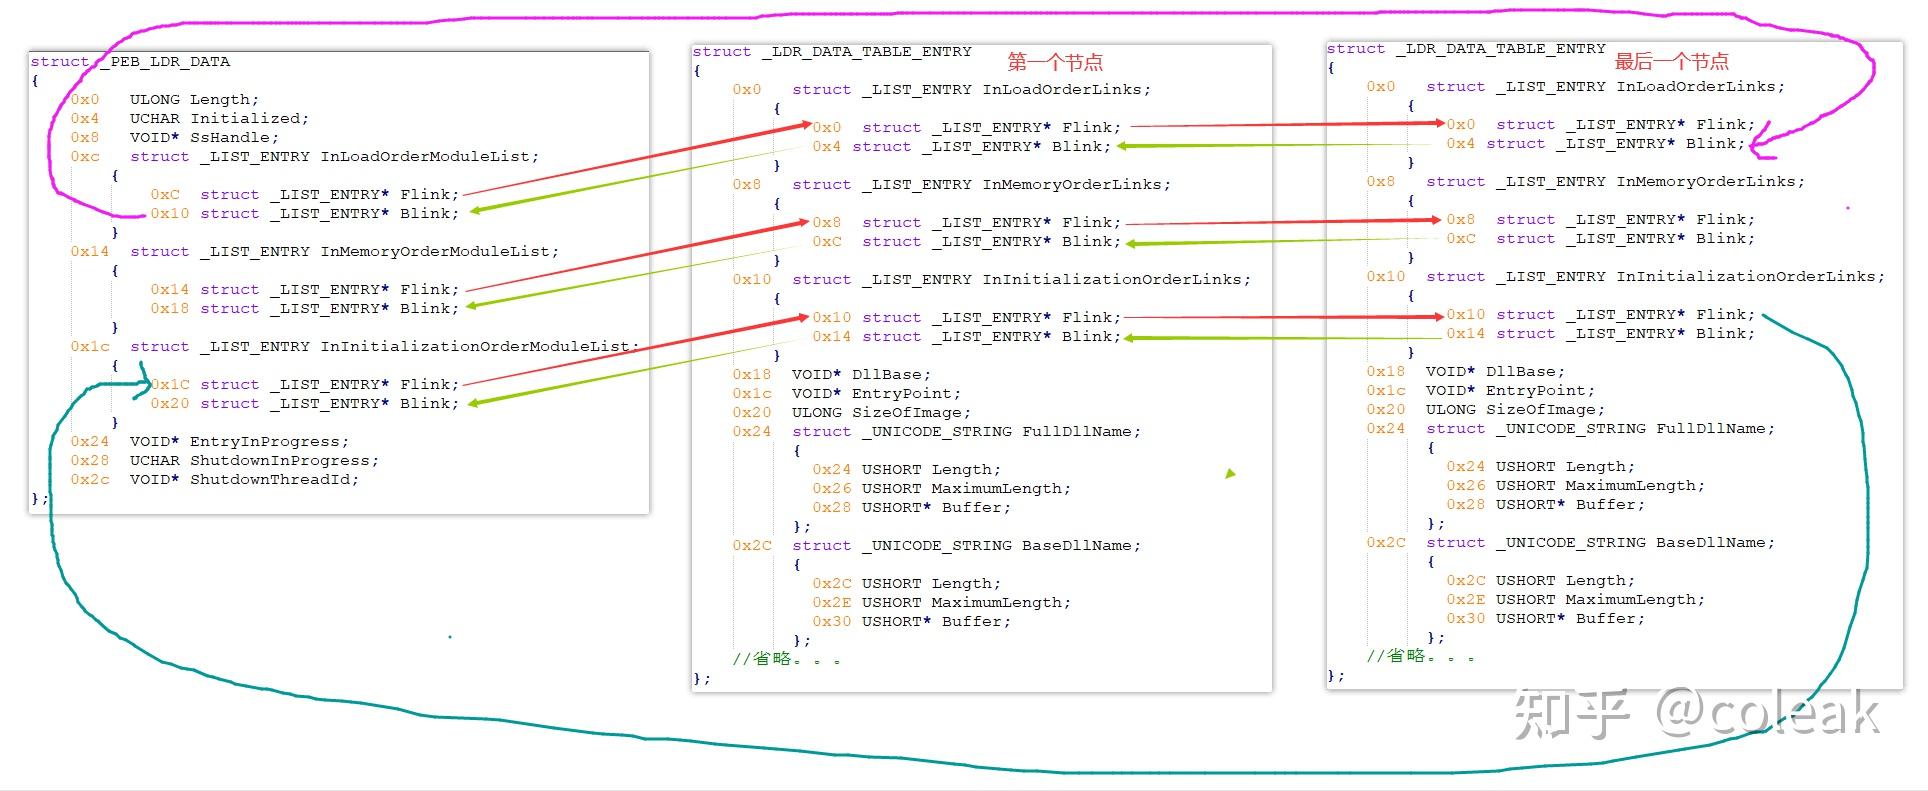 struct _PEB_LDR_DATA
{
0x0 ULONG Length;
0x4 UCHAR Initialized;
0x8 VOID* SsHandle;
0xc struct _LIST_ENTRY InLoadOrderModuleList;
{
0xC struct _LIST_ENTRY* Flink;
0x10 struct _LIST_ENTRY* Blink;
}
0x14 struct _LIST_ENTRY InMemoryOrderModuleList;
{
0x14 struct _LIST_ENTRY* Flink;
0x18 struct _LIST_ENTRY* Blink;
}
0x1c struct _LIST_ENTRY InInitializationOrderModuleList;
{
0x1C struct _LIST_ENTRY* Flink;
0x20 struct _LIST_ENTRY* Blink;
}
0x24 VOID* EntryInProgress;
0x28 UCHAR ShutdownInProgress;
0x2c VOID* ShutdownThreadId;
};
struct _LDR_DATA_TABLE_ENTRY
第一个节点
{
0x0 struct _LIST_ENTRY InLoadOrderLinks;
{
0x0 struct _LIST_ENTRY* Flink;
0x4 struct _LIST_ENTRY* Blink;
}
0x8 struct _LIST_ENTRY InMemoryOrderLinks;
{
0x8 struct _LIST_ENTRY* Flink;
0xC struct _LIST_ENTRY* Blink;
}
0x10 struct _LIST_ENTRY InInitializationOrderLinks;
{
0x10 struct _LIST_ENTRY* Flink;
0x14 struct _LIST_ENTRY* Blink;
}
0x18 VOID* DllBase;
0x1c VOID* EntryPoint;
0x20 ULONG SizeOfImage;
0x24 struct _UNICODE_STRING FullDllName;
{
0x24 USHORT Length;
0x26 USHORT MaximumLength;
0x28 USHORT* Buffer;
};
0x2C struct _UNICODE_STRING BaseDllName;
{
0x2C USHORT Length;
0x2E USHORT MaximumLength;
0x30 USHORT* Buffer;
};
//省略。。。
};
struct _LDR_DATA_TABLE_ENTRY
最后一个节点
{
0x0 struct _LIST_ENTRY InLoadOrderLinks;
{
0x0 struct _LIST_ENTRY* Flink;
0x4 struct _LIST_ENTRY* Blink;
}
0x8 struct _LIST_ENTRY InMemoryOrderLinks;
{
0x8 struct _LIST_ENTRY* Flink;
0xC struct _LIST_ENTRY* Blink;
}
0x10 struct _LIST_ENTRY InInitializationOrderLinks;
{
0x10 struct _LIST_ENTRY* Flink;
0x14 struct _LIST_ENTRY* Blink;
}
0x18 VOID* DllBase;
0x1c VOID* EntryPoint;
0x20 ULONG SizeOfImage;
0x24 struct _UNICODE_STRING FullDllName;
{
0x24 USHORT Length;
0x26 USHORT MaximumLength;
0x28 USHORT* Buffer;
};
0x2C struct _UNICODE_STRING BaseDllName;
{
0x2C USHORT Length;
0x2E USHORT MaximumLength;
0x30 USHORT* Buffer;
};
//省略。。。
};
知乎 @coleak